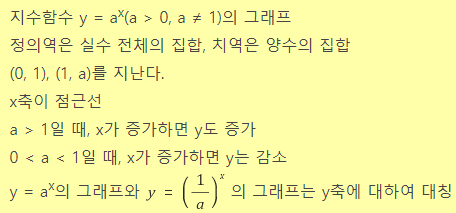 지수함수 y = aˣ(a > 0, a ≠ 1)의 그래프
정의역은 실수 전체의 집합, 치역은 양수의 집합
(0, 1), (1, a)를 지난다.
x축이 점근선
a > 1일 때, x가 증가하면 y도 증가
0 < a < 1일 때, x가 증가하면 y는 감소
y = aˣ의 그래프와 y = (1/a)ˣ 의 그래프는 y축에 대하여 대칭